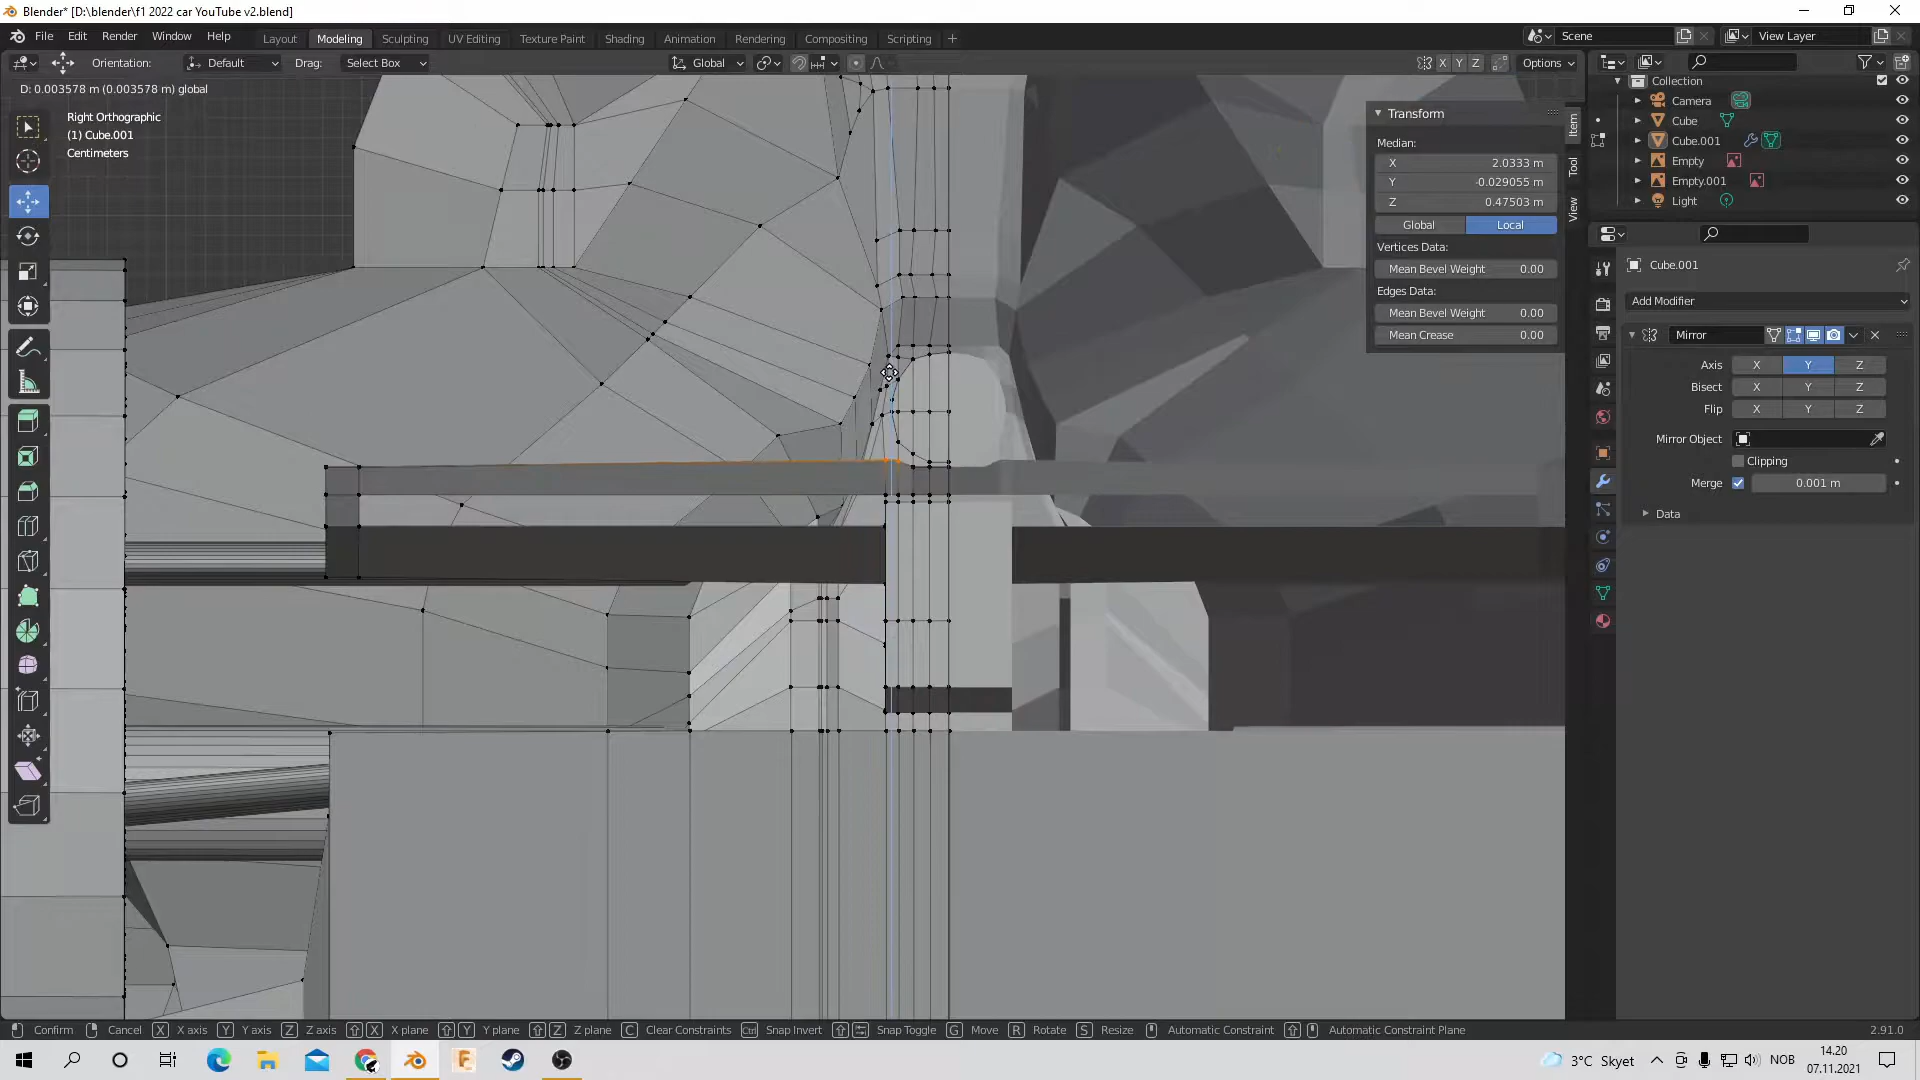 Blender* [D:\blender\f1 2022 car YouTube v2.blend]
File Edit Render Window Help Layout Modeling Sculpting UV Editing Texture Paint Shading Animation Rendering Compositing Scripting Scene View Layer
Orientation: Default Drag: Select Box Global X Y Z Options
D: 0.003578 m (0.003578 m) global
Right Orthographic
(1) Cube.001
Centimeters
Transform
Median:
X 2.0333 m
Y -0.029055 m
Z 0.47503 m
Global Local
Vertices Data:
Mean Bevel Weight 0.00
Edges Data:
Mean Bevel Weight 0.00
Mean Crease 0.00
Item
Tool
View
Collection
Camera
Cube
Cube.001
Empty
Empty.001
Light
Cube.001
Add Modifier
Mirror
Axis X Y Z
Bisect X Y Z
Flip X Y Z
Mirror Object
Clipping
Merge 0.001 m
Data
Confirm Cancel X X axis Y Y axis Z Z axis X X plane Y Y plane Z Z plane C Clear Constraints Ctrl Snap Invert Snap Toggle G Move R Rotate S Resize Automatic Constraint Automatic Constraint Plane 2.91.0
3°C Skyet NOB 14.20
07.11.2021